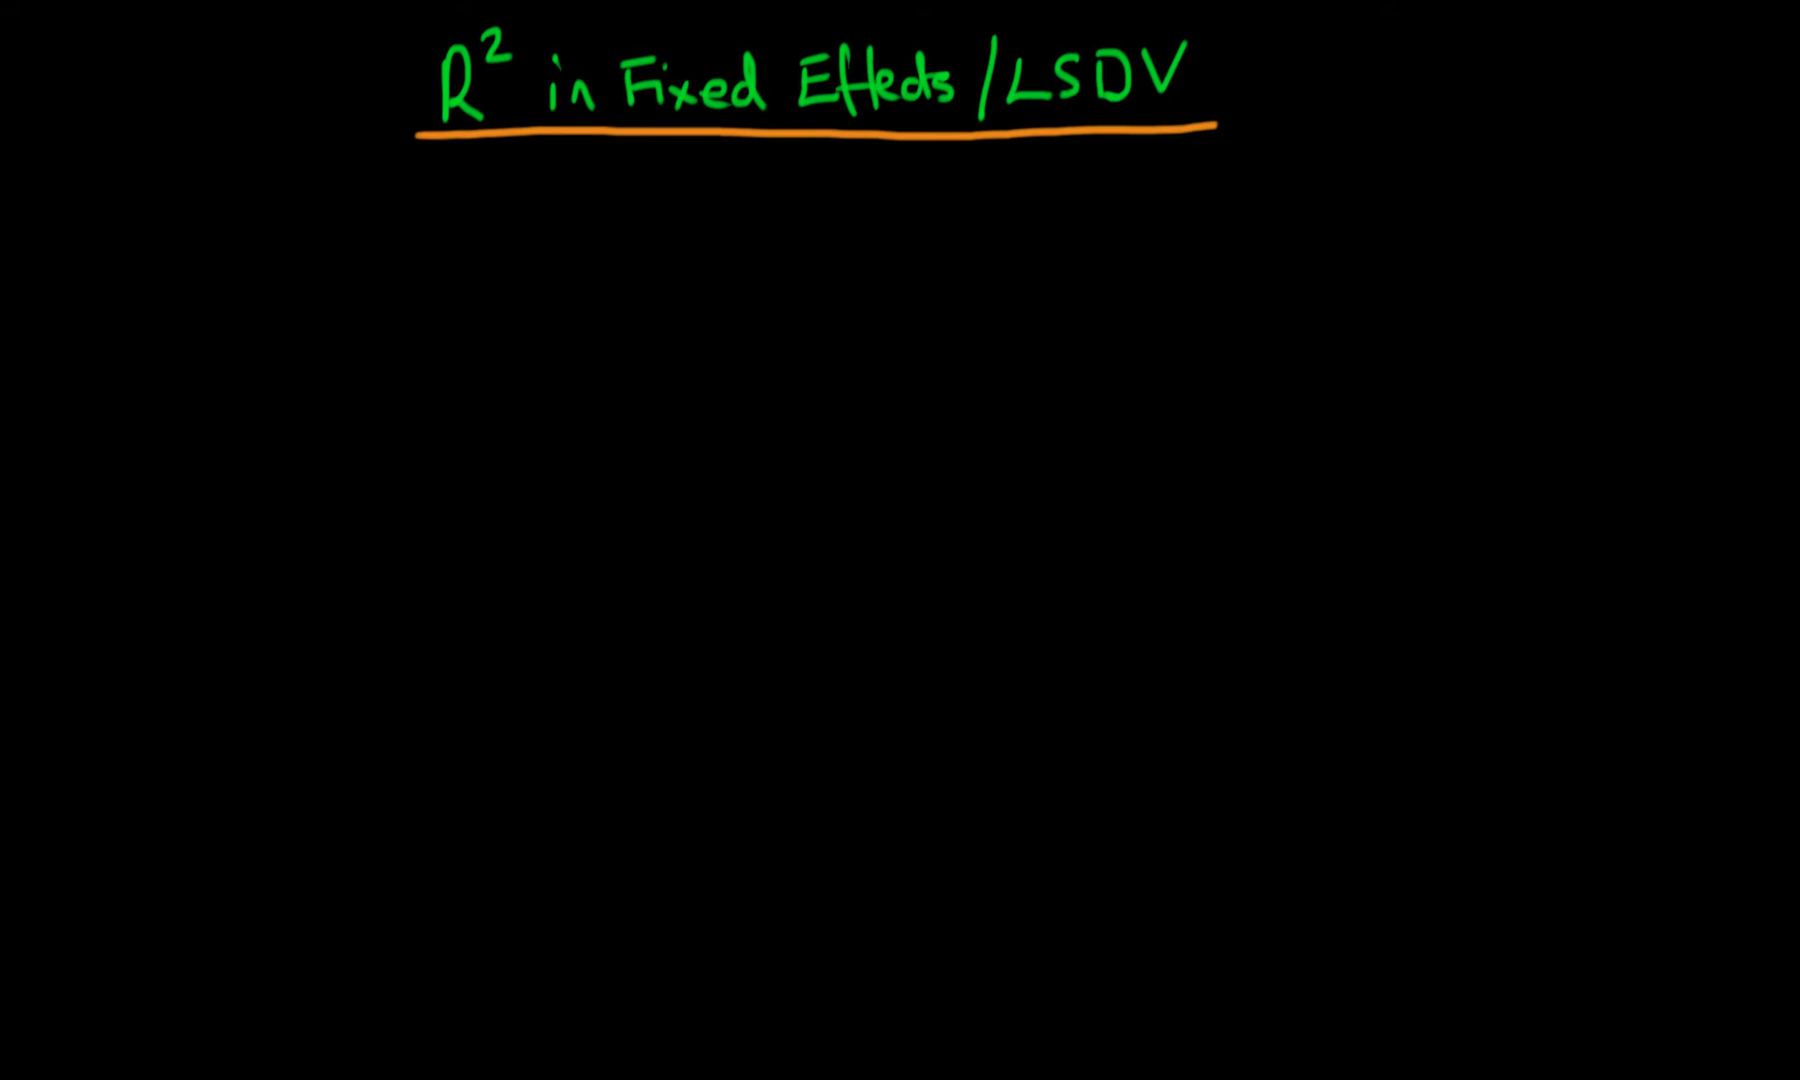 R² in Fixed Effects / LSDV